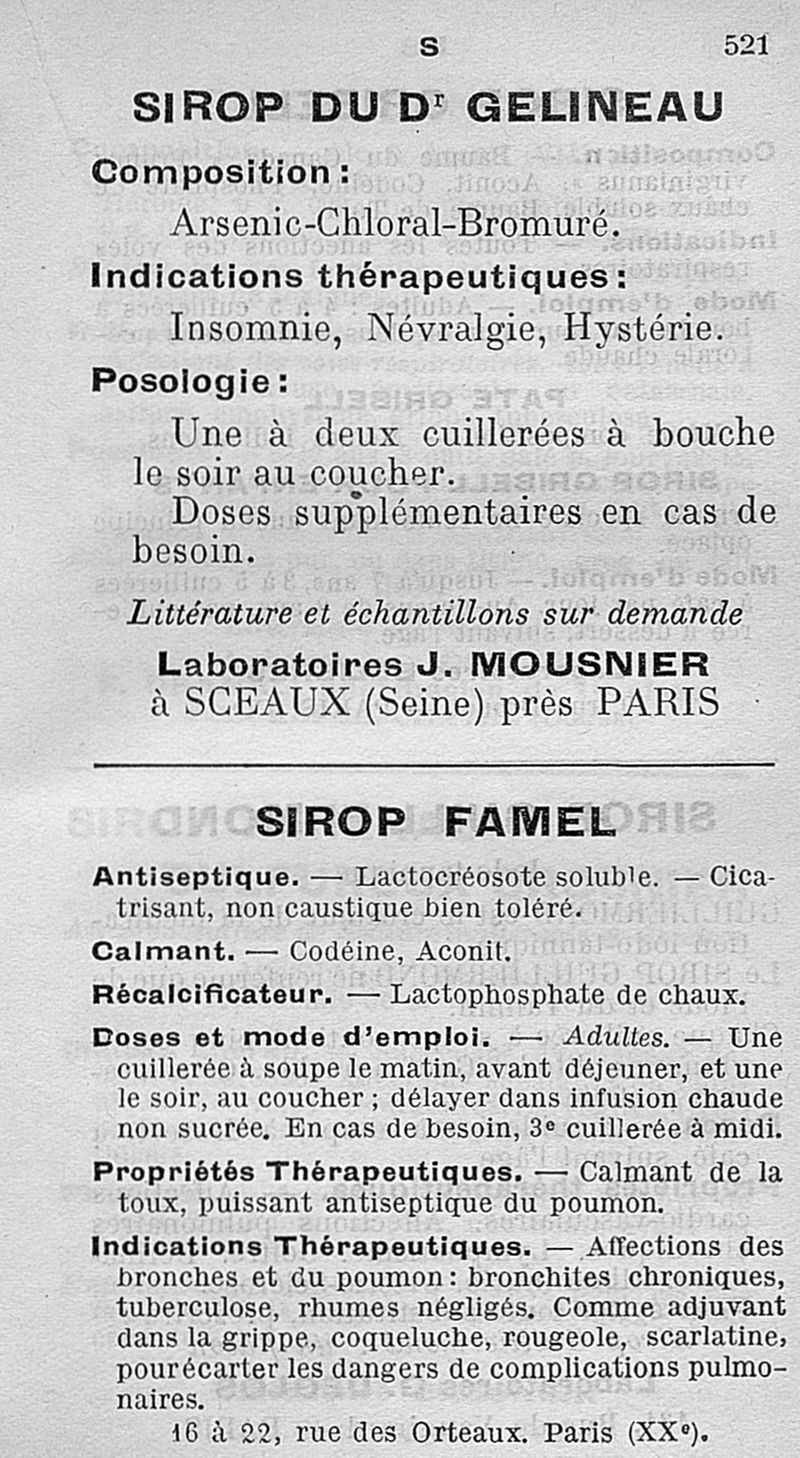 S 521
SIROP DU Dr GELINEAU
Composition :
Arsenic-Chloral-Bromuré.
Indications thérapeutiques :
Insomnie, Névralgie, Hystérie.
Posologie :
Une à deux cuillerées à bouche
le soir au coucher.
Doses supplémentaires en cas de
besoin.
Littérature et échantillons sur demande
Laboratoires J. MOUSNIER
à SCEAUX (Seine) près PARIS
SIROP FAMEL
Antiseptique. — Lactocréosote soluble. — Cica-
trisant, non caustique bien toléré.
Calmant. — Codéine, Aconit.
Récalcificateur. — Lactophosphate de chaux.
Doses et mode d'emploi. — Adultes. — Une
cuillerée à soupe le matin, avant déjeuner, et une
le soir, au coucher ; délayer dans infusion chaude
non sucrée. En cas de besoin, 3e cuillerée à midi.
Propriétés Thérapeutiques. — Calmant de la
toux, puissant antiseptique du poumon.
Indications Thérapeutiques. — Affections des
bronches et du poumon : bronchites chroniques,
tuberculose, rhumes négligés. Comme adjuvant
dans la grippe, coqueluche, rougeole, scarlatine,
pour écarter les dangers de complications pulmo-
naires.
16 à 22, rue des Orteaux. Paris (XXe).